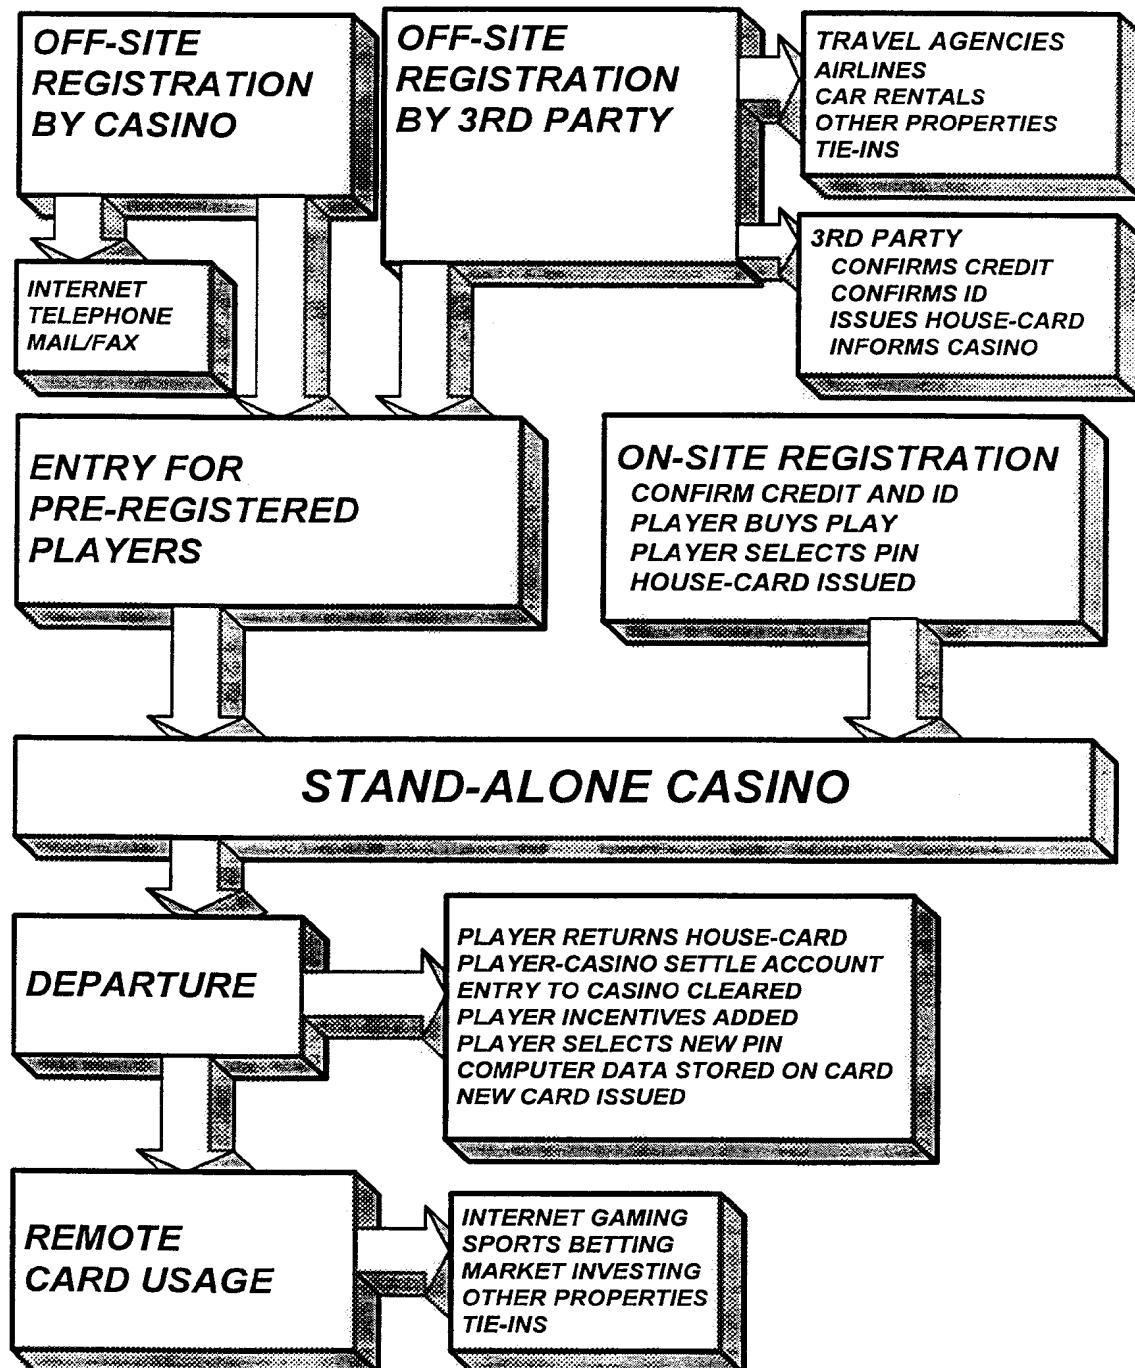 OFF-SITE
REGISTRATION
BY CASINO
OFF-SITE
REGISTRATION
BY 3RD PARTY
TRAVEL AGENCIES
AIRLINES
CAR RENTALS
OTHER PROPERTIES
TIE-INS
3RD PARTY
CONFIRMS CREDIT
CONFIRMS ID
ISSUES HOUSE-CARD
INFORMS CASINO
INTERNET
TELEPHONE
MAIL/FAX
ENTRY FOR
PRE-REGISTERED
PLAYERS
ON-SITE REGISTRATION
CONFIRM CREDIT AND ID
PLAYER BUYS PLAY
PLAYER SELECTS PIN
HOUSE-CARD ISSUED
STAND-ALONE CASINO
DEPARTURE
PLAYER RETURNS HOUSE-CARD
PLAYER-CASINO SETTLE ACCOUNT
ENTRY TO CASINO CLEARED
PLAYER INCENTIVES ADDED
PLAYER SELECTS NEW PIN
COMPUTER DATA STORED ON CARD
NEW CARD ISSUED
REMOTE
CARD USAGE
INTERNET GAMING
SPORTS BETTING
MARKET INVESTING
OTHER PROPERTIES
TIE-INS